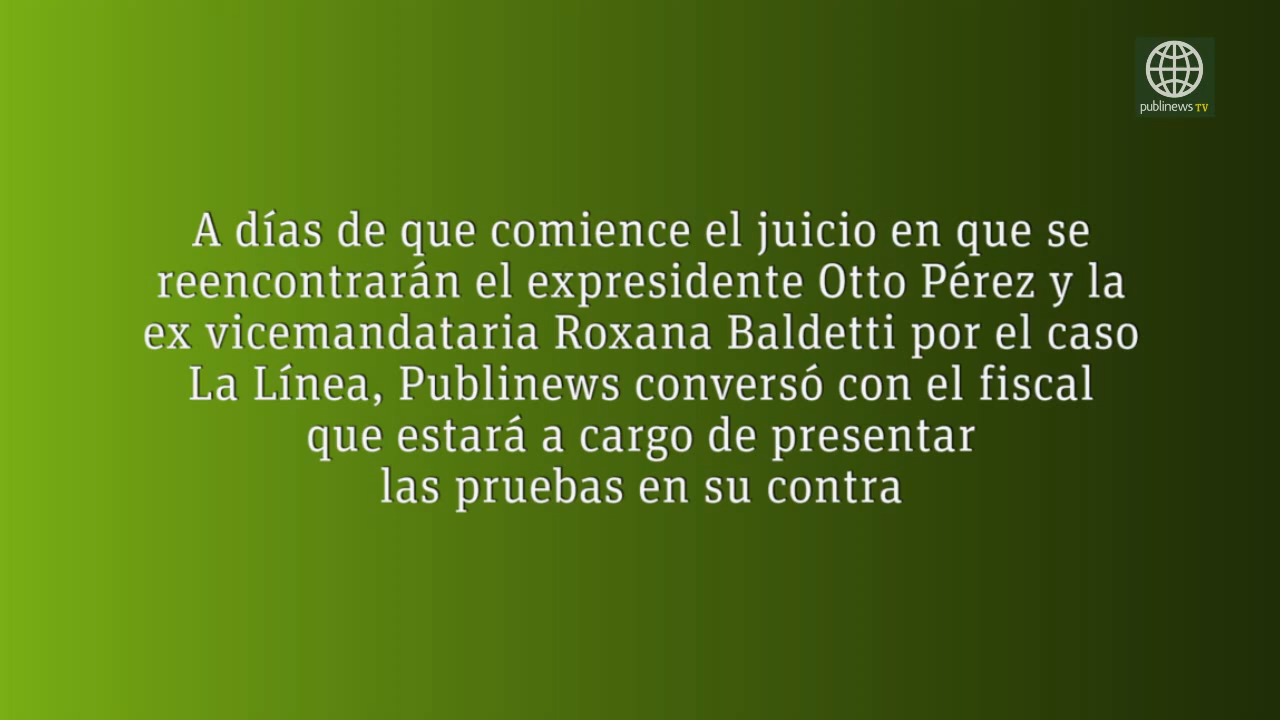 publinews TV
A días de que comience el juicio en que se
reencontrarán el expresidente Otto Pérez y la
ex vicemandataria Roxana Baldetti por el caso
La Línea, Publinews conversó con el fiscal
que estará a cargo de presentar
las pruebas en su contra